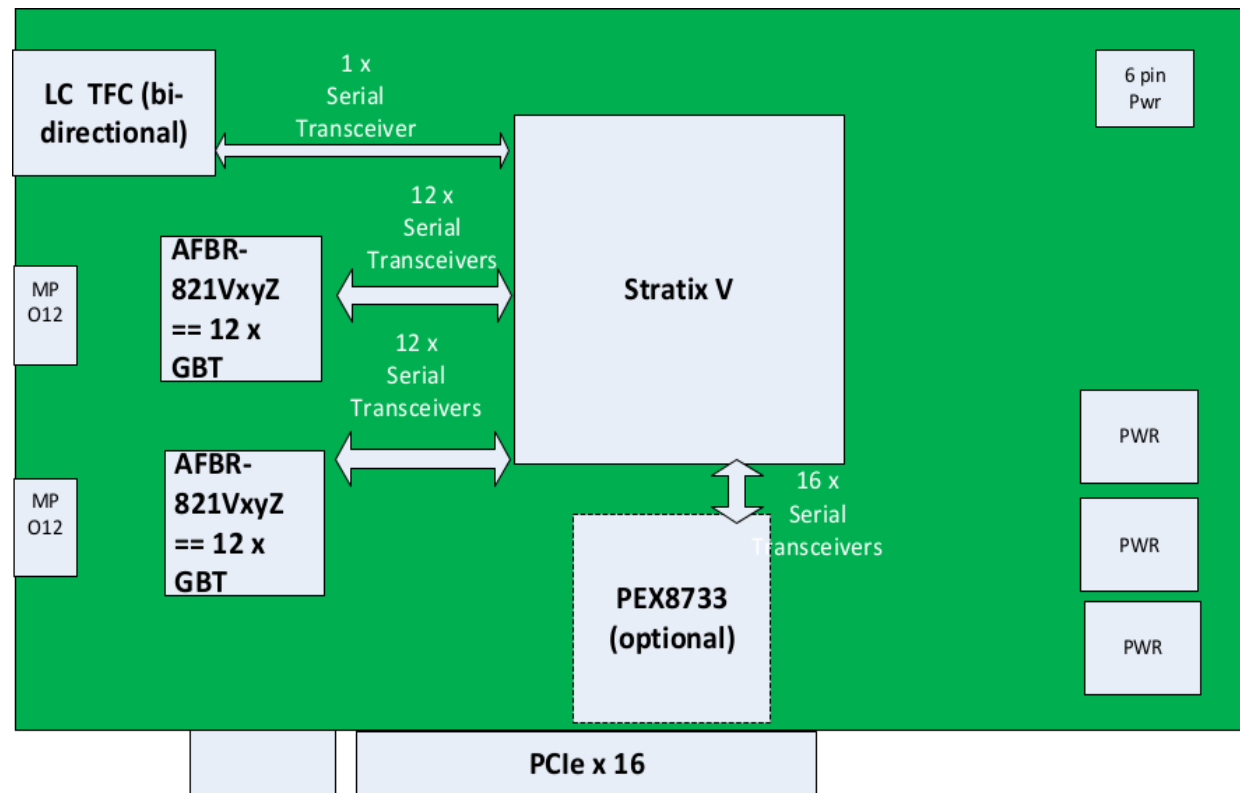 LC TFC (bi-
directional)
1 x
Serial
Transceiver
6 pin
Pwr
12 x
Serial
Transceivers
AFBR-
821VxyZ
== 12 x
GBT
MP
O12
Stratix V
12 x
Serial
Transceivers
AFBR-
821VxyZ
== 12 x
GBT
MP
O12
16 x
Serial
Transceivers
PEX8733
(optional)
PWR
PWR
PWR
PCIe x 16